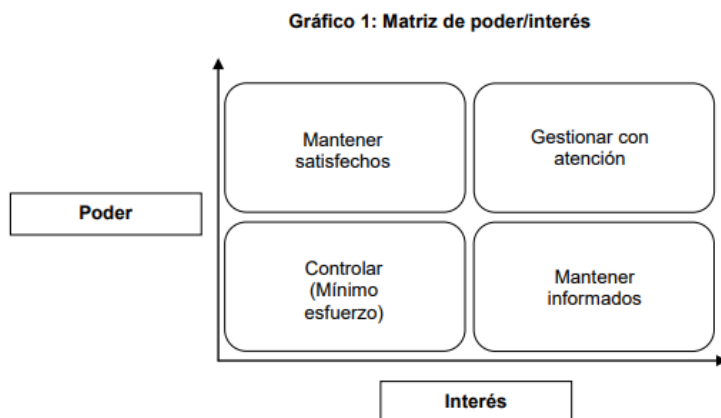 Gráfico 1: Matriz de poder/interés
Mantener
satisfechos
Gestionar con
atención
Poder
Controlar
(Mínimo
esfuerzo)
Mantener
informados
Interés